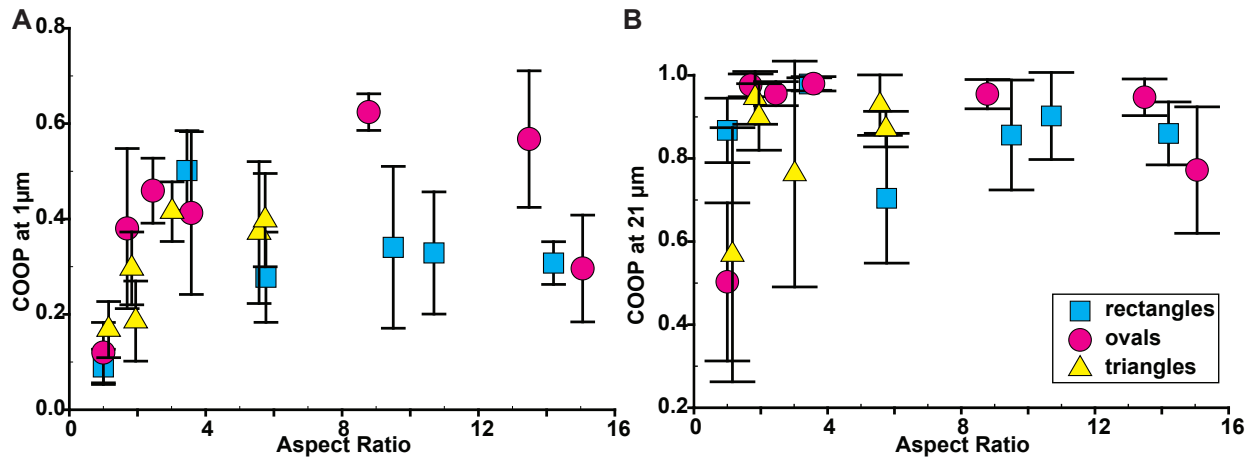 A
0.8
0.6
0.4
0.2
0.0
COOP at 1µm
0 4 8 12 16
Aspect Ratio
B
1.0
0.8
0.6
0.4
0.2
COOP at 21 µm
0 4 8 12 16
Aspect Ratio
rectangles
ovals
triangles